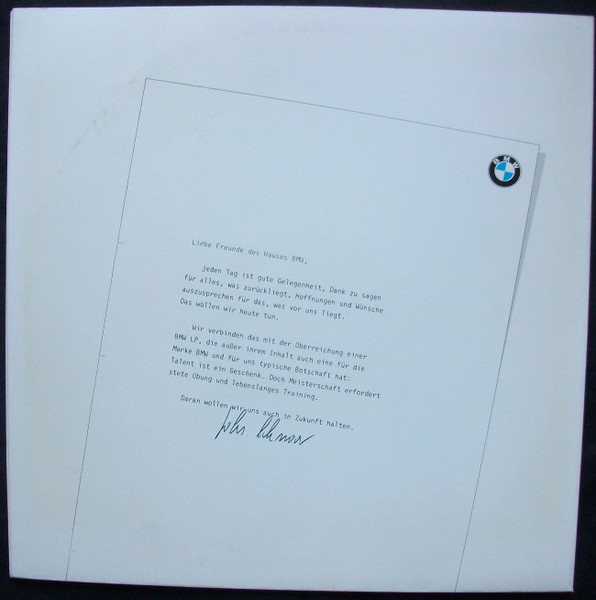 BMW
Liebe Freunde des Hauses BMW,
Jeden Tag ist gute Gelegenheit, Dank zu sagen
für alles, was zurückliegt, Hoffnungen und Wünsche
auszusprechen für das, was vor uns liegt.
Das wollen wir heute tun.
Wir verbinden das mit der Überreichung einer
BMW LP, die außer ihrem Inhalt auch eine für die
Marke BMW und für uns typische Botschaft hat:
Talent ist ein Geschenk. Doch Meisterschaft erfordert
stete Übung und lebenslanges Training.
Daran wollen wir uns auch in Zukunft halten.